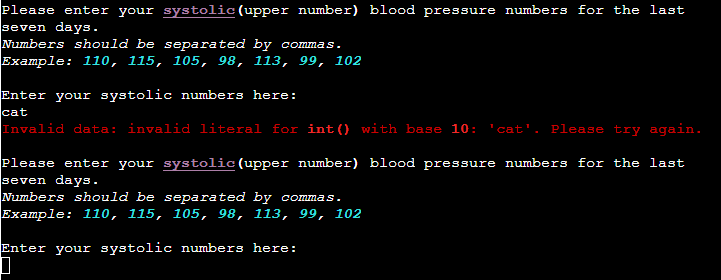 Please enter your systolic(upper number) blood pressure numbers for the last
seven days.
Numbers should be separated by commas.
Example: 110, 115, 105, 98, 113, 99, 102
Enter your systolic numbers here:
cat
Invalid data: invalid literal for int() with base 10: 'cat'. Please try again.
Please enter your systolic(upper number) blood pressure numbers for the last
seven days.
Numbers should be separated by commas.
Example: 110, 115, 105, 98, 113, 99, 102
Enter your systolic numbers here: